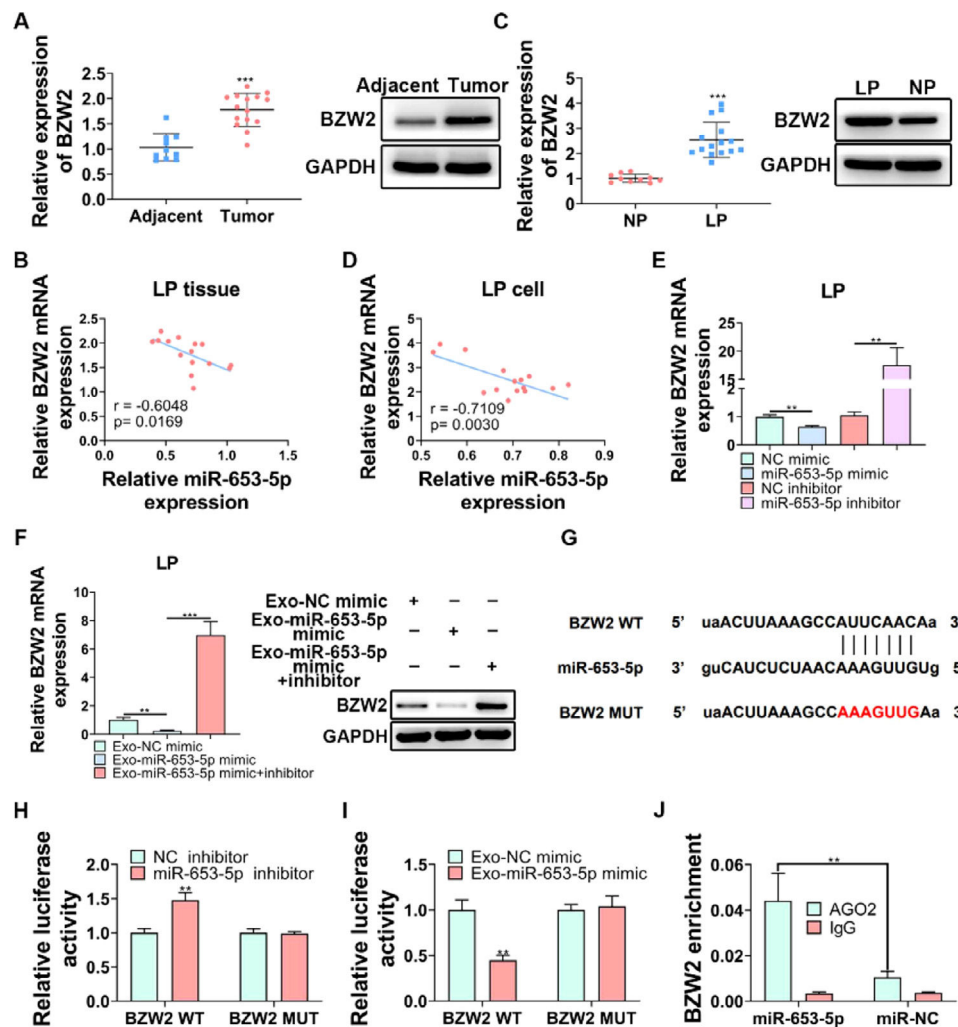 A
Relative expression
of BZW2
2.5
2.0
1.5
1.0
0.5
0.0
***
Adjacent
Tumor
Adjacent Tumor
BZW2
GAPDH
C
Relative expression
of BZW2
5
4
3
2
1
0
***
NP
LP
LP NP
BZW2
GAPDH
B
LP tissue
Relative BZW2 mRNA
expression
2.5
2.0
1.5
1.0
0.5
0.0
r = -0.6048
p= 0.0169
0.0 0.5 1.0 1.5
Relative miR-653-5p
expression
D
LP cell
Relative BZW2 mRNA
expression
5
4
3
2
1
0
r = -0.7109
p= 0.0030
0.5 0.6 0.7 0.8 0.9
Relative miR-653-5p
expression
E
LP
Relative BZW2 mRNA
expression
25
20
15
1
0
**
**
NC mimic
miR-653-5p mimic
NC inhibitor
miR-653-5p inhibitor
F
LP
Relative BZW2 mRNA
expression
8
6
4
2
0
**
***
Exo-NC mimic
Exo-miR-653-5p mimic
Exo-miR-653-5p mimic+inhibitor
Exo-NC mimic + – –
Exo-miR-653-5p
mimic – + –
Exo-miR-653-5p
mimic
+inhibitor – – +
BZW2
GAPDH
G
BZW2 WT 5' uaACUUAAAGCCAUUCAACAa 3
miR-653-5p 3' guCAUCUCUAACAAAGUUGUg 5
BZW2 MUT 5' uaACUUAAAGCCAAAGUUGAa 3
H
Relative luciferase
activity
2.0
1.5
1.0
0.5
0.0
NC inhibitor
miR-653-5p inhibitor
**
BZW2 WT BZW2 MUT
I
Relative luciferase
activity
2.0
1.5
1.0
0.5
0.0
Exo-NC mimic
Exo-miR-653-5p mimic
**
BZW2 WT BZW2 MUT
J
BZW2 enrichment
0.06
0.04
0.02
0.00
**
AGO2
IgG
miR-653-5p miR-NC